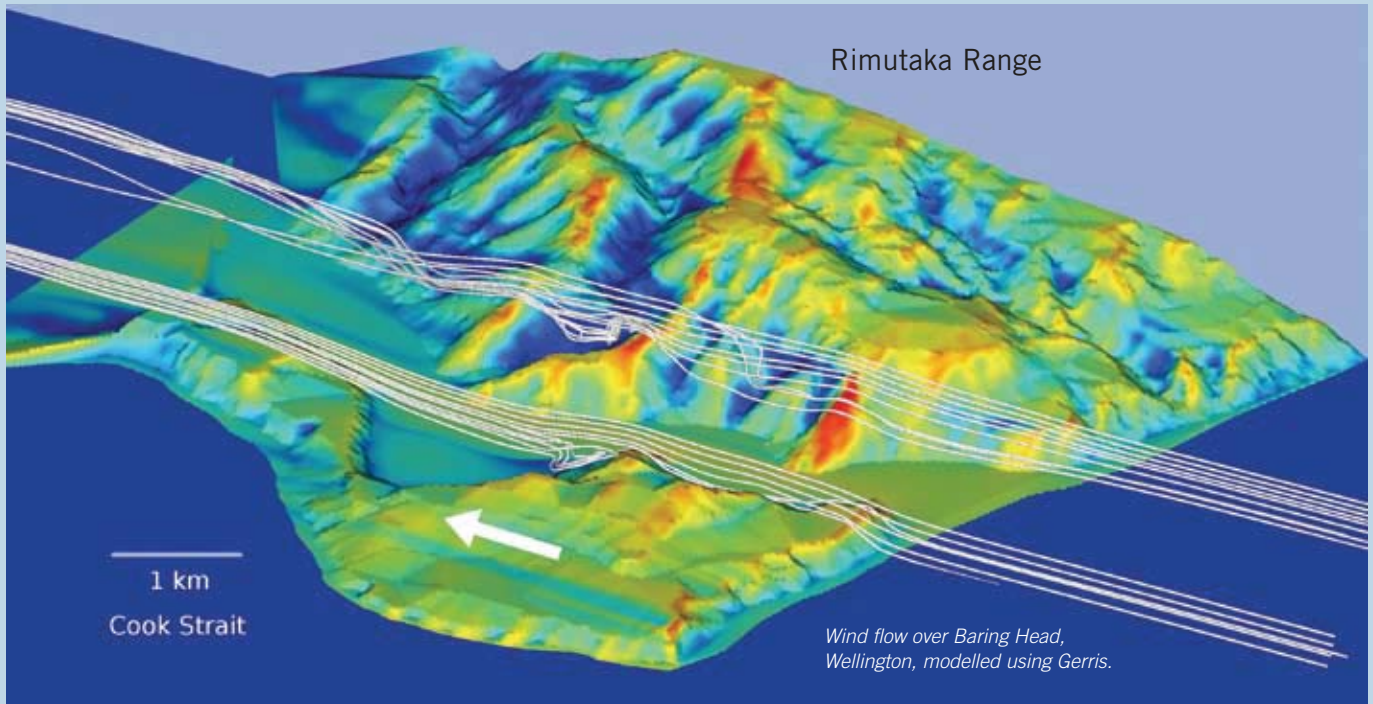 Rimutaka Range
1 km
Cook Strait
Wind flow over Baring Head,
Wellington, modelled using Gerris.